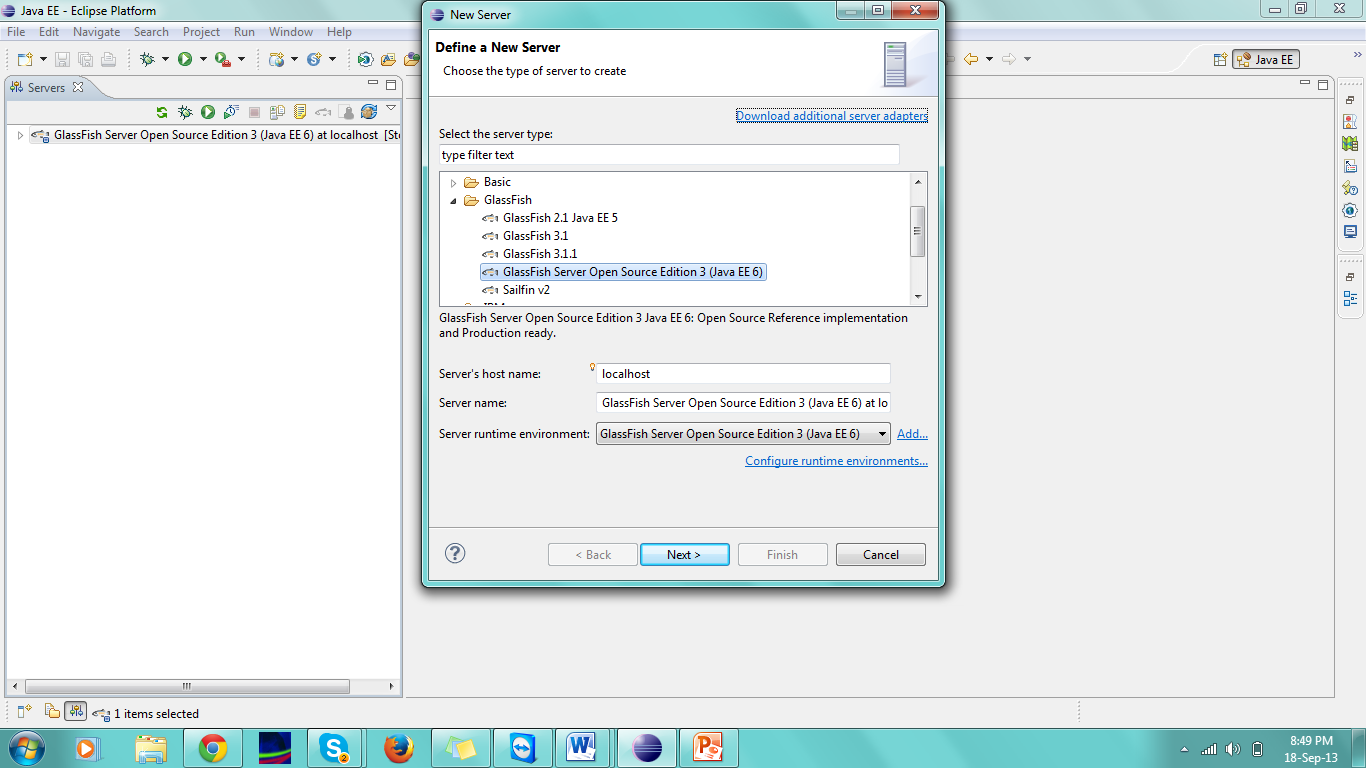 Java EE - Eclipse Platform
File Edit Navigate Search Project Run Window Help
Java EE
Servers
GlassFish Server Open Source Edition 3 (Java EE 6) at localhost [Sto
New Server
Define a New Server
Choose the type of server to create
Download additional server adapters
Select the server type:
type filter text
Basic
GlassFish
GlassFish 2.1 Java EE 5
GlassFish 3.1
GlassFish 3.1.1
GlassFish Server Open Source Edition 3 (Java EE 6)
Sailfin v2
GlassFish Server Open Source Edition 3 Java EE 6: Open Source Reference implementation
and Production ready.
Server's host name: localhost
Server name: GlassFish Server Open Source Edition 3 (Java EE 6) at lo
Server runtime environment: GlassFish Server Open Source Edition 3 (Java EE 6) Add...
Configure runtime environments...
< Back Next > Finish Cancel
1 items selected
2
8:49 PM
18-Sep-13